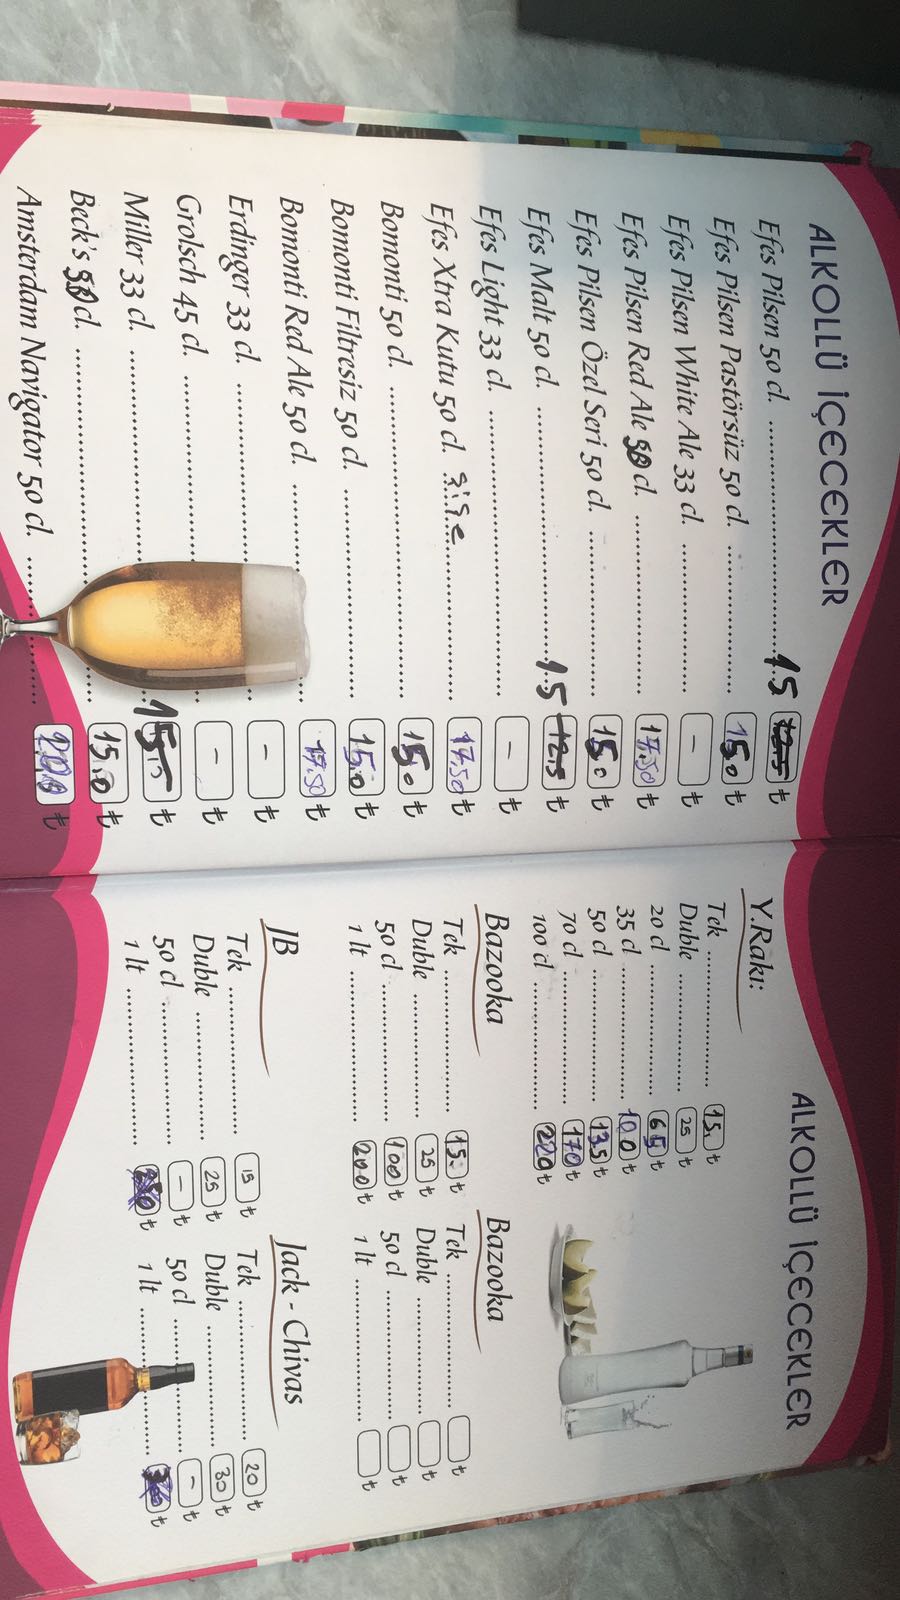 ALKOLLÜ İÇECEKLER
Efes Pilsen 50 cl. 15 ₺
Efes Pilsen Pastörsüz 50 cl. 15.0 ₺
Efes Pilsen White Ale 33 cl. - ₺
Efes Pilsen Red Ale 50 cl. 17.50 ₺
Efes Pilsen Özel Seri 50 cl. 15.0 ₺
Efes Malt 50 cl. 15 12,5 ₺
Efes Light 33 cl. - ₺
Efes Xtra Kutu 50 cl. şişe 17.50 ₺
Bomonti 50 cl. 15.0 ₺
Bomonti Filtresiz 50 cl. 15.0 ₺
Bomonti Red Ale 50 cl. 17.50 ₺
Erdinger 33 cl. - ₺
Grolsch 45 cl. - ₺
Miller 33 cl. 15 ₺
Beck's 50 cl. 15.0 ₺
Amsterdam Navigator 50 cl. ₺
ALKOLLÜ İÇECEKLER
Y.Rakı:
Tek 15. ₺
Duble 25 ₺
20 cl 65 ₺
35 cl 100 ₺
50 cl 135 ₺
70 cl 170 ₺
100 cl 220 ₺
Bazooka
Tek 15. ₺
Duble 25 ₺
50 cl 100 ₺
1 lt 200 ₺
Bazooka
Tek ₺
Duble ₺
50 cl ₺
1 lt ₺
JB
Tek 15 ₺
Duble 25 ₺
50 cl - ₺
1 lt ₺
Jack - Chivas
Tek 20 ₺
Duble 30 ₺
50 cl - ₺
1 lt ₺